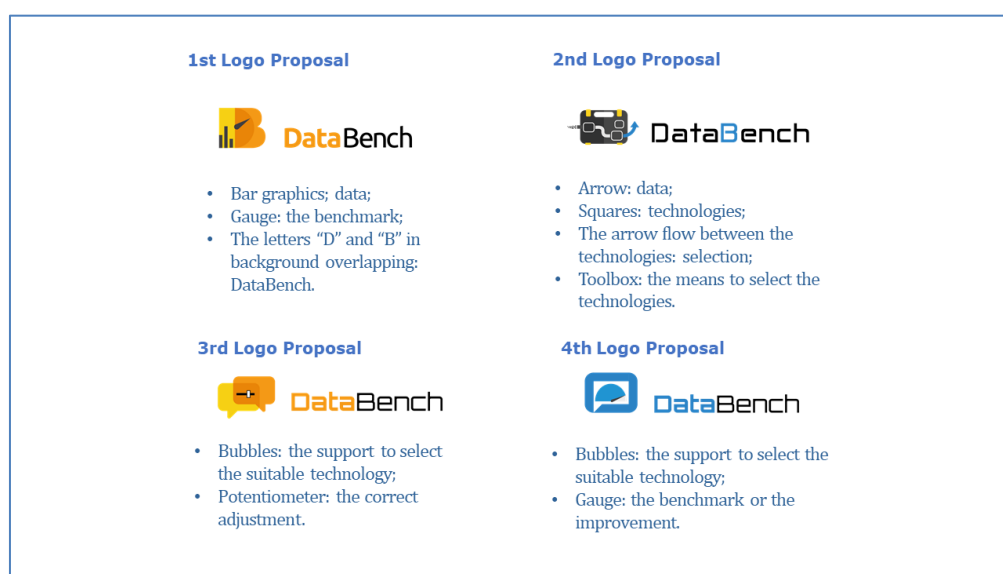 1st Logo Proposal
DataBench
• Bar graphics; data;
• Gauge: the benchmark;
• The letters “D” and “B” in
background overlapping:
DataBench.
2nd Logo Proposal
DataBench
• Arrow: data;
• Squares: technologies;
• The arrow flow between the
technologies: selection;
• Toolbox: the means to select the
technologies.
3rd Logo Proposal
DataBench
• Bubbles: the support to select
the suitable technology;
• Potentiometer: the correct
adjustment.
4th Logo Proposal
DataBench
• Bubbles: the support to select the
suitable technology;
• Gauge: the benchmark or the
improvement.